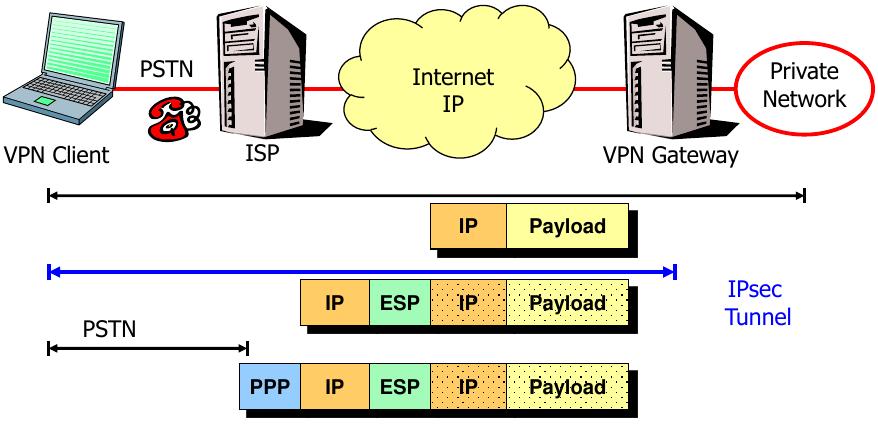 PSTN
Internet
IP
Private
Network
VPN Client
ISP
VPN Gateway
IP Payload
IP ESP IP Payload
IPsec
Tunnel
PSTN
PPP IP ESP IP Payload